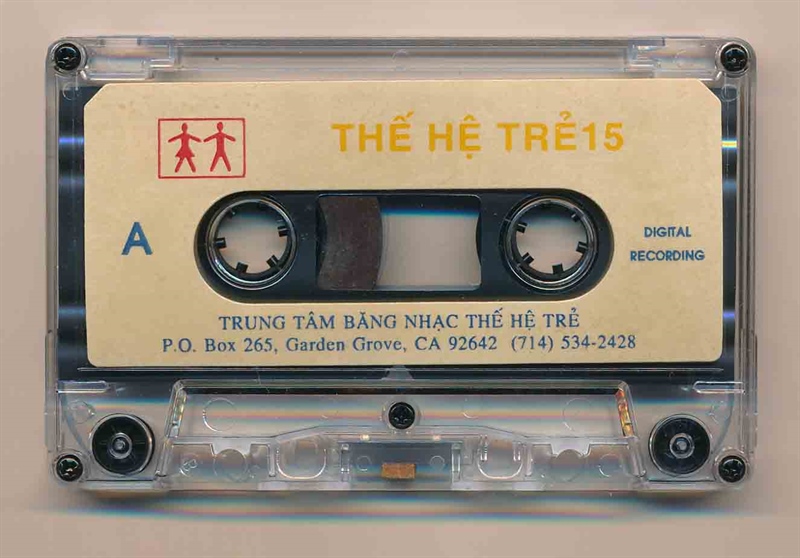 THẾ HỆ TRẺ15
A
DIGITAL
RECORDING
TRUNG TÂM BĂNG NHẠC THẾ HỆ TRẺ
P.O. Box 265, Garden Grove, CA 92642 (714) 534-2428